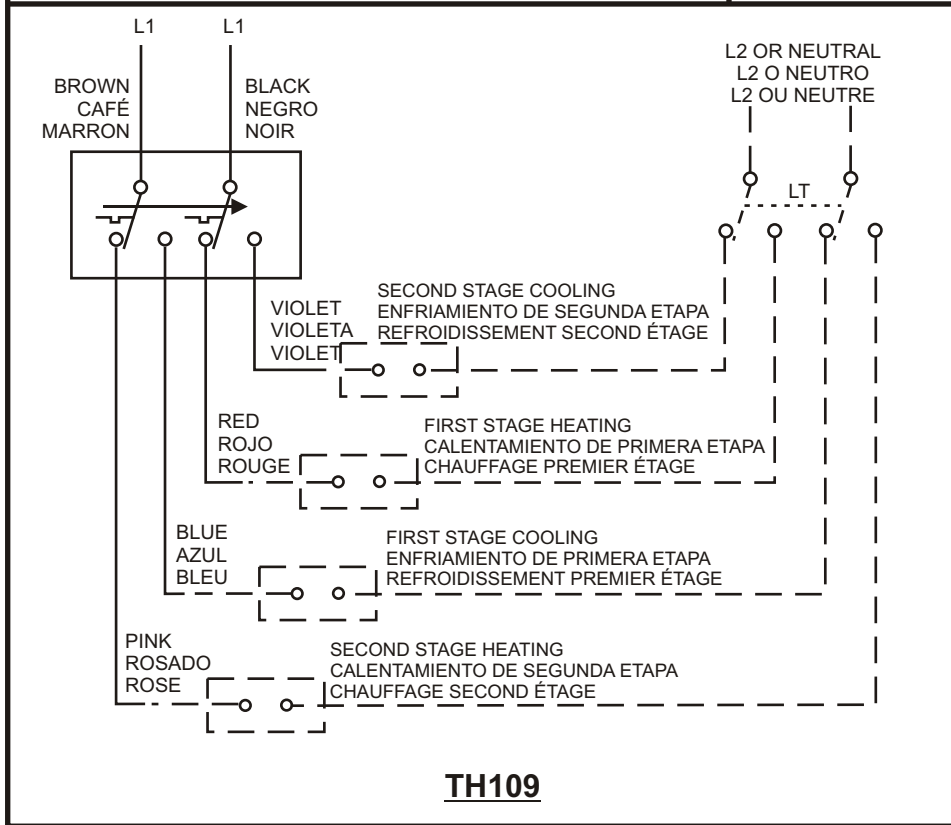 L1
L1
BROWN
CAFÉ
MARRON
BLACK
NEGRO
NOIR
L2 OR NEUTRAL
L2 O NEUTRO
L2 OU NEUTRE
LT
VIOLET
VIOLETA
VIOLET
SECOND STAGE COOLING
ENFRIAMIENTO DE SEGUNDA ETAPA
REFROIDISSEMENT SECOND ÉTAGE
RED
ROJO
ROUGE
FIRST STAGE HEATING
CALENTAMIENTO DE PRIMERA ETAPA
CHAUFFAGE PREMIER ÉTAGE
BLUE
AZUL
BLEU
FIRST STAGE COOLING
ENFRIAMIENTO DE PRIMERA ETAPA
REFROIDISSEMENT PREMIER ÉTAGE
PINK
ROSADO
ROSE
SECOND STAGE HEATING
CALENTAMIENTO DE SEGUNDA ETAPA
CHAUFFAGE SECOND ÉTAGE
TH109